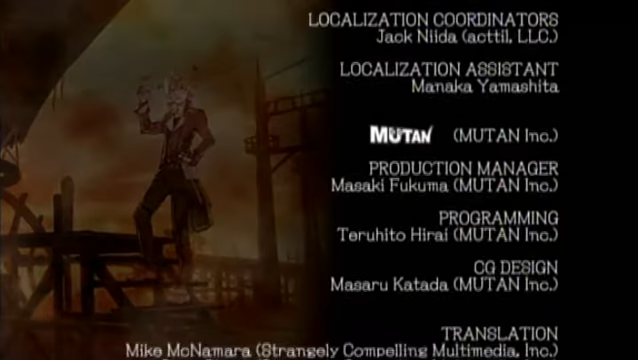 LOCALIZATION COORDINATORS
Jack Niida (acttil, LLC.)
LOCALIZATION ASSISTANT
Manaka Yamashita
MUTAN (MUTAN Inc.)
PRODUCTION MANAGER
Masaki Fukuma (MUTAN Inc.)
PROGRAMMING
Teruhito Hirai (MUTAN Inc.)
CG DESIGN
Masaru Katada (MUTAN Inc.)
TRANSLATION
Mike McNamara (Strangely Compelling Multimedia, Inc.)